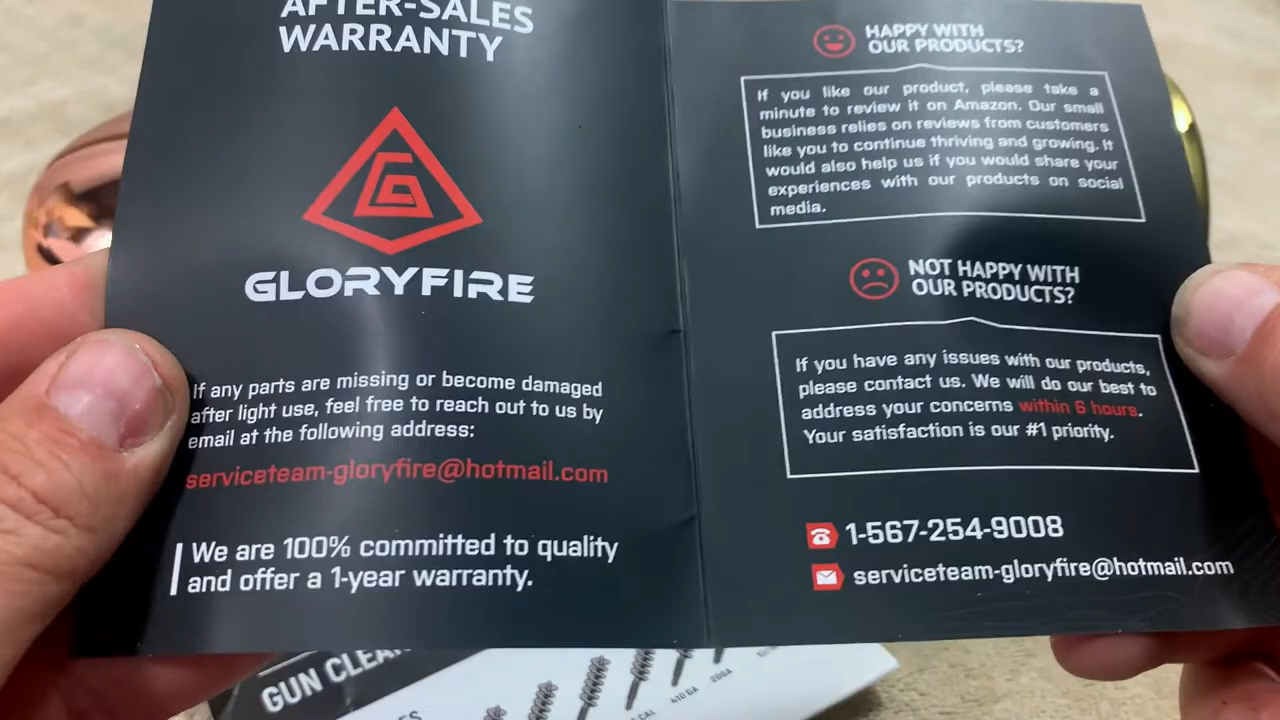 AFTER-SALES
WARRANTY
GLORYFIRE
If any parts are missing or become damaged
after light use, feel free to reach out to us by
email at the following address:
serviceteam-gloryfire@hotmail.com
We are 100% committed to quality
and offer a 1-year warranty.
HAPPY WITH
OUR PRODUCTS?
If you like our product, please take a
minute to review it on Amazon. Our small
business relies on reviews from customers
like you to continue thriving and growing. It
would also help us if you would share your
experiences with our products on social
media.
NOT HAPPY WITH
OUR PRODUCTS?
If you have any issues with our products,
please contact us. We will do our best to
address your concerns within 6 hours.
Your satisfaction is our #1 priority.
1-567-254-9008
serviceteam-gloryfire@hotmail.com
GUN CLEAN
CAL 410 GA 20GA